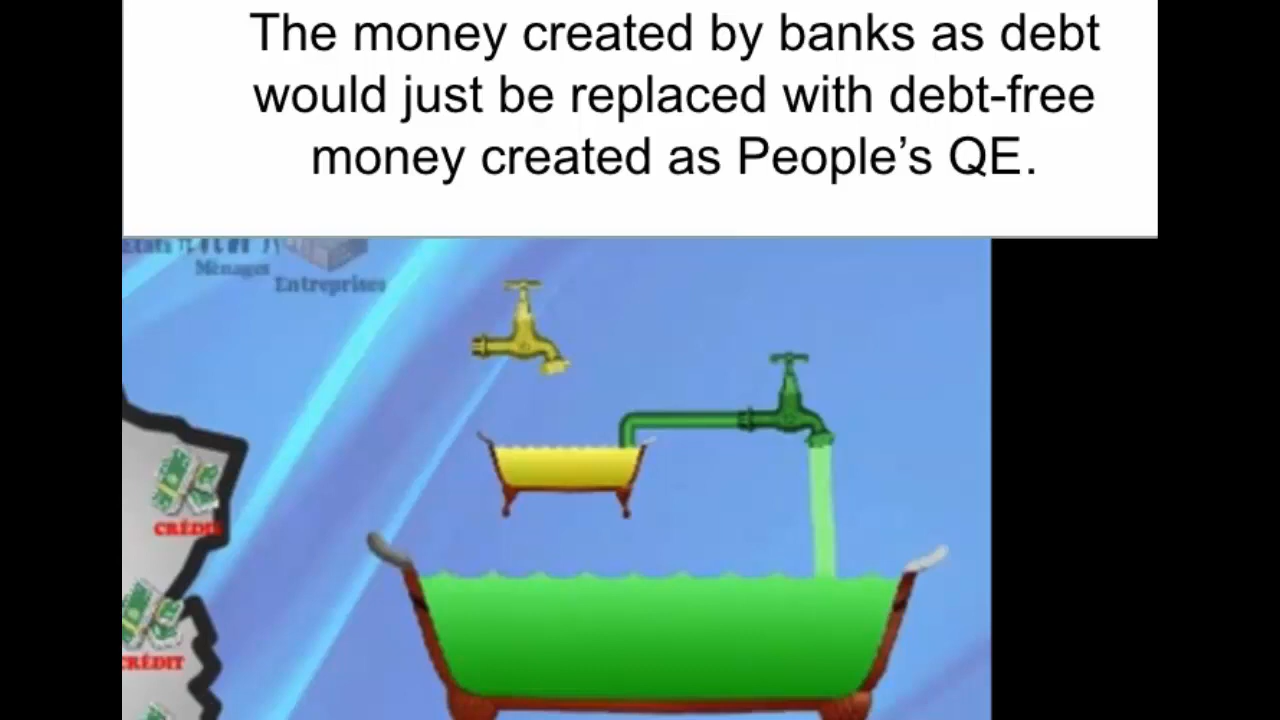 The money created by banks as debt
would just be replaced with debt-free
money created as People’s QE.
Ménages
Entreprises
CRÉDIT
CRÉDIT